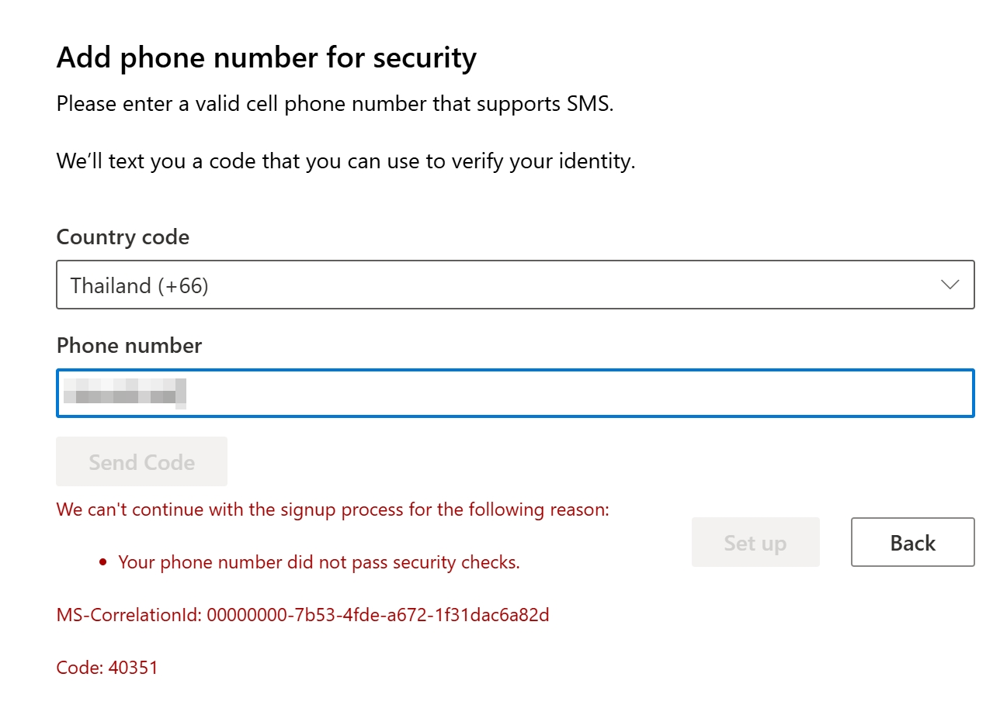 Add phone number for security
Please enter a valid cell phone number that supports SMS.
We’ll text you a code that you can use to verify your identity.
Country code
Thailand (+66)
Phone number
Send Code
We can't continue with the signup process for the following reason:
• Your phone number did not pass security checks.
Set up
Back
MS-CorrelationId: 00000000-7b53-4fde-a672-1f31dac6a82d
Code: 40351